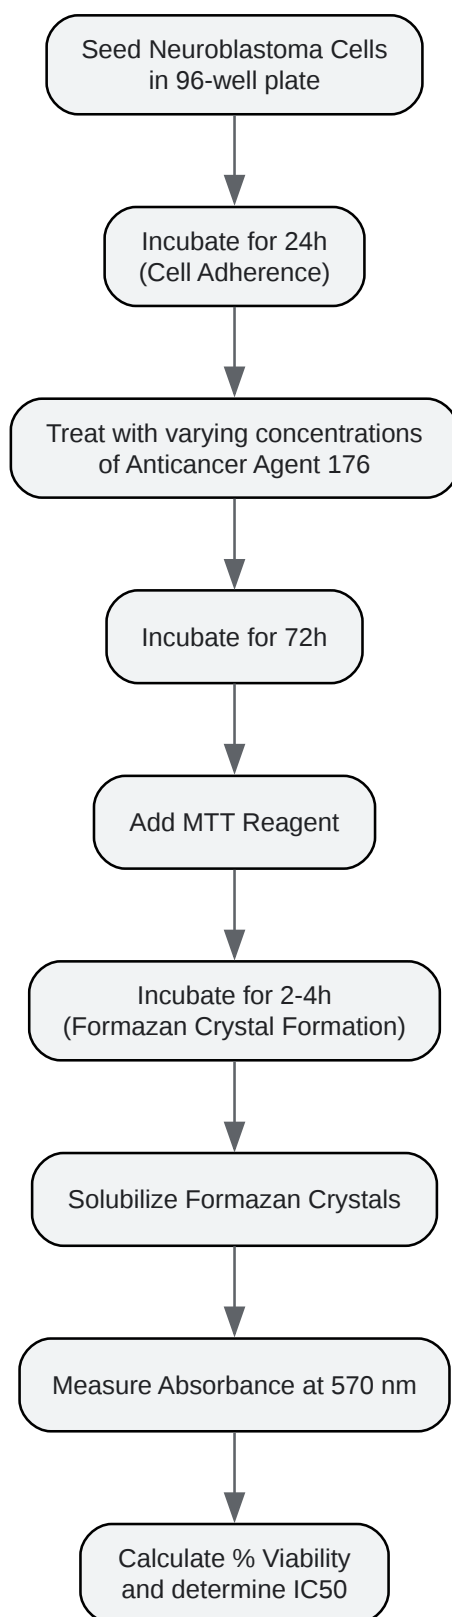 Seed Neuroblastoma Cells
in 96-well plate
Incubate for 24h
(Cell Adherence)
Treat with varying concentrations
of Anticancer Agent 176
Incubate for 72h
Add MTT Reagent
Incubate for 2-4h
(Formazan Crystal Formation)
Solubilize Formazan Crystals
Measure Absorbance at 570 nm
Calculate % Viability
and determine IC50